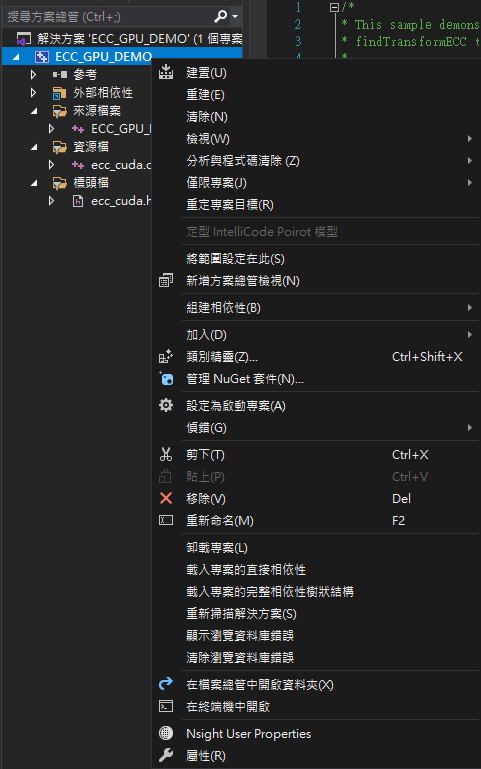 搜尋方案總管 (Ctrl+;)
解決方案 'ECC_GPU_DEMO' (1 個專案
ECC_GPU_DEMO
參考
外部相依性
來源檔案
ECC_GPU_
資源檔
ecc_cuda.c
標頭檔
ecc_cuda.h
1 /*
2 * This sample demons
3 * findTransformECC t
4 *
建置(U)
重建(E)
清除(N)
檢視(W)
分析與程式碼清除 (Z)
僅限專案(J)
重定專案目標(R)
定型 IntelliCode Poirot 模型
將範圍設定在此(S)
新增方案總管檢視(N)
組建相依性(B)
加入(D)
類別精靈(Z)... Ctrl+Shift+X
管理 NuGet 套件(N)...
設定為啟動專案(A)
偵錯(G)
剪下(T) Ctrl+X
貼上(P) Ctrl+V
移除(V) Del
重新命名(M) F2
卸載專案(L)
載入專案的直接相依性
載入專案的完整相依性樹狀結構
重新掃描解決方案(S)
顯示瀏覽資料庫錯誤
清除瀏覽資料庫錯誤
在檔案總管中開啟資料夾(X)
在終端機中開啟
Nsight User Properties
屬性(R)